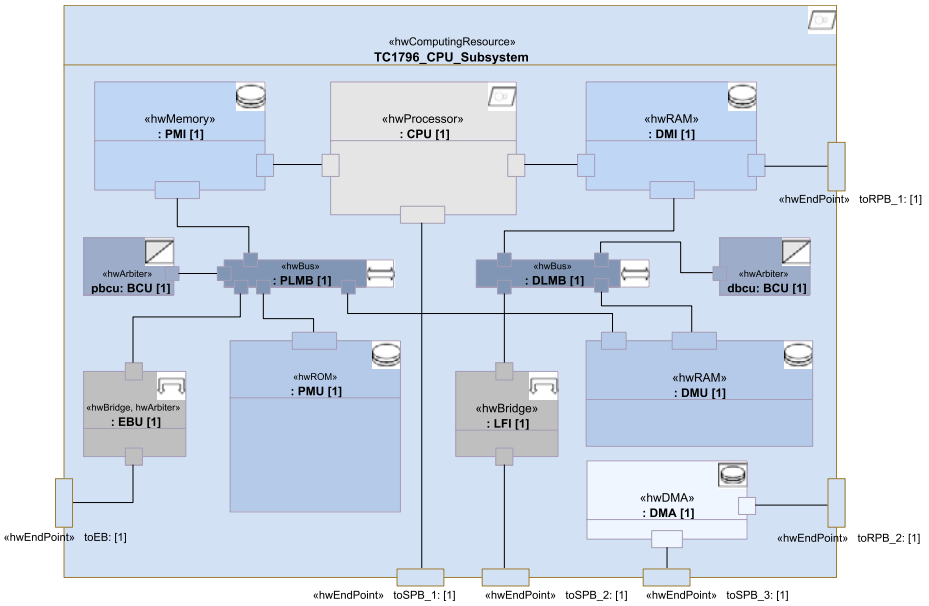 «hwComputingResource»
TC1796_CPU_Subsystem
«hwMemory»
: PMI [1]
«hwProcessor»
: CPU [1]
«hwRAM»
: DMI [1]
«hwEndPoint» toRPB_1: [1]
«hwArbiter»
pbcu: BCU [1]
«hwBus»
: PLMB [1]
«hwBus»
: DLMB [1]
«hwArbiter»
dbcu: BCU [1]
«hwBridge, hwArbiter»
: EBU [1]
«hwROM»
: PMU [1]
«hwBridge»
: LFI [1]
«hwRAM»
: DMU [1]
«hwDMA»
: DMA [1]
«hwEndPoint» toEB: [1]
«hwEndPoint» toRPB_2: [1]
«hwEndPoint» toSPB_1: [1]
«hwEndPoint» toSPB_2: [1]
«hwEndPoint» toSPB_3: [1]